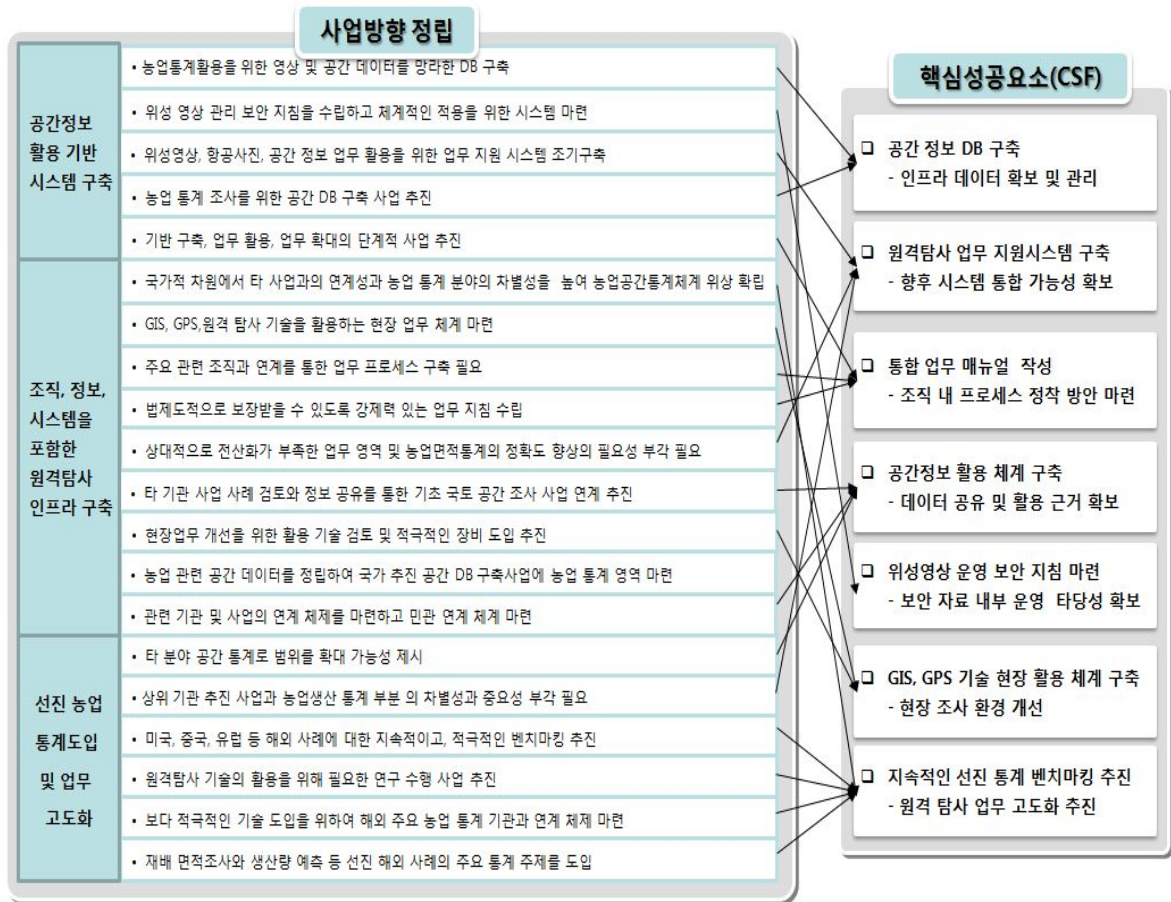 사업방향 정립
공간정보
활용 기반
시스템 구축
• 농업통계활용을 위한 영상 및 공간 데이터를 망라한 DB 구축
• 위성 영상 관리 보안 지침을 수립하고 체계적인 적용을 위한 시스템 마련
• 위성영상, 항공사진, 공간 정보 업무 활용을 위한 업무 지원 시스템 조기구축
• 농업 통계 조사를 위한 공간 DB 구축 사업 추진
• 기반 구축, 업무 활용, 업무 확대의 단계적 사업 추진
조직, 정보,
시스템을
포함한
원격탐사
인프라 구축
• 국가적 차원에서 타 사업과의 연계성과 농업 통계 분야의 차별성을 높여 농업공간통계체계 위상 확립
• GIS, GPS,원격 탐사 기술을 활용하는 현장 업무 체계 마련
• 주요 관련 조직과 연계를 통한 업무 프로세스 구축 필요
• 법제도적으로 보장받을 수 있도록 강제력 있는 업무 지침 수립
• 상대적으로 전산화가 부족한 업무 영역 및 농업면적통계의 정확도 향상의 필요성 부각 필요
• 타 기관 사업 사례 검토와 정보 공유를 통한 기초 국토 공간 조사 사업 연계 추진
• 현장업무 개선을 위한 활용 기술 검토 및 적극적인 장비 도입 추진
• 농업 관련 공간 데이터를 정립하여 국가 추진 공간 DB 구축사업에 농업 통계 영역 마련
• 관련 기관 및 사업의 연계 체제를 마련하고 민관 연계 체계 마련
선진 농업
통계도입
및 업무
고도화
• 타 분야 공간 통계로 범위를 확대 가능성 제시
• 상위 기관 추진 사업과 농업생산 통계 부분 의 차별성과 중요성 부각 필요
• 미국, 중국, 유럽 등 해외 사례에 대한 지속적이고, 적극적인 벤치마킹 추진
• 원격탐사 기술의 활용을 위해 필요한 연구 수행 사업 추진
• 보다 적극적인 기술 도입을 위하여 해외 주요 농업 통계 기관과 연계 체제 마련
• 재배 면적조사와 생산량 예측 등 선진 해외 사례의 주요 통계 주제를 도입
핵심성공요소(CSF)
❑ 공간 정보 DB 구축
- 인프라 데이터 확보 및 관리
❑ 원격탐사 업무 지원시스템 구축
- 향후 시스템 통합 가능성 확보
❑ 통합 업무 매뉴얼 작성
- 조직 내 프로세스 정착 방안 마련
❑ 공간정보 활용 체계 구축
- 데이터 공유 및 활용 근거 확보
❑ 위성영상 운영 보안 지침 마련
- 보안 자료 내부 운영 타당성 확보
❑ GIS, GPS 기술 현장 활용 체계 구축
- 현장 조사 환경 개선
❑ 지속적인 선진 통계 벤치마킹 추진
- 원격 탐사 업무 고도화 추진